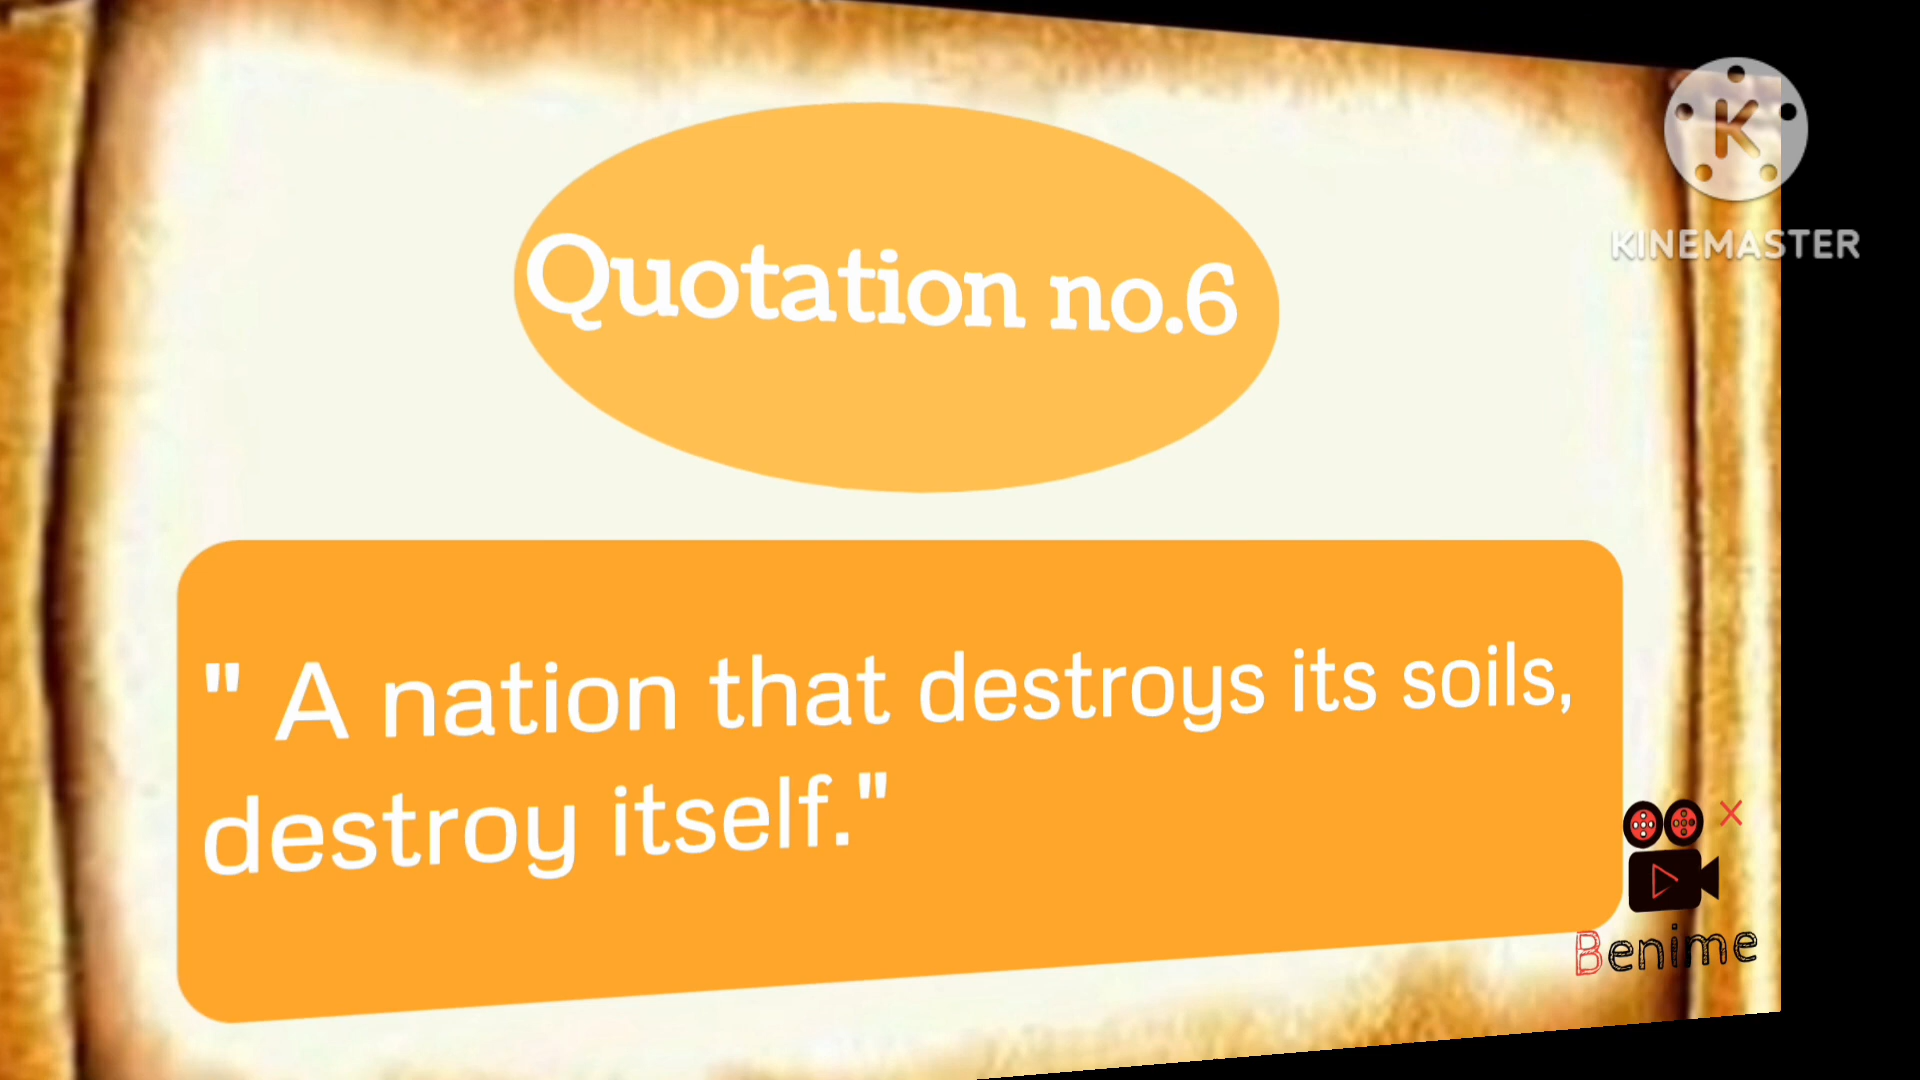 Quotation no.6
K
KINEMASTER
" A nation that destroys its soils,
destroy itself."
Benime